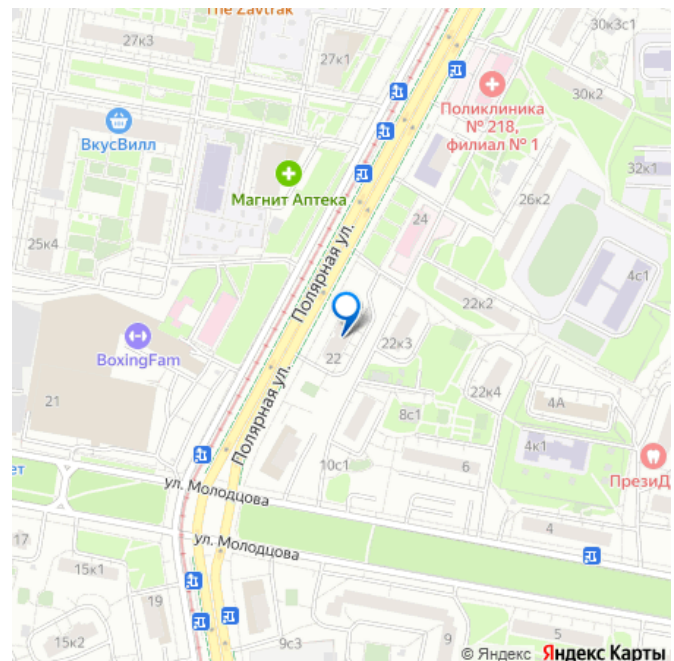 The Zavtrak
27к3
27к1
30к3с1
30к2
Поликлиника
№ 218,
филиал № 1
ВкусВилл
Магнит Аптека
32к1
26к2
24
25к4
4с1
Полярная ул.
22к2
BoxingFam
22
22к3
22к4
4А
21
8с1
Полярная ул.
4к1
10с1
6
ет
ПрезиД
ул. Молодцова
4
17
ул. Молодцова
15к1
19
15к2
9с3
5
© Яндекс Яндекс Карты